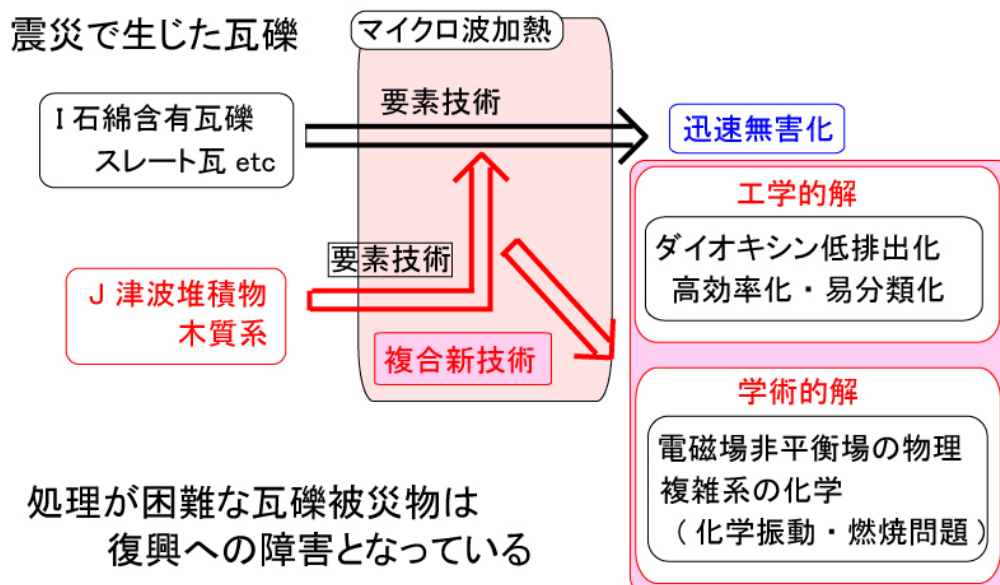 震災で生じた瓦礫
マイクロ波加熱
I 石綿含有瓦礫
スレート瓦 etc
要素技術
迅速無害化
J 津波堆積物
木質系
要素技術
複合新技術
工学的解
ダイオキシン低排出化
高効率化・易分類化
学術的解
電磁場非平衡場の物理
複雑系の化学
(化学振動・燃焼問題)
処理が困難な瓦礫被災物は
復興への障害となっている